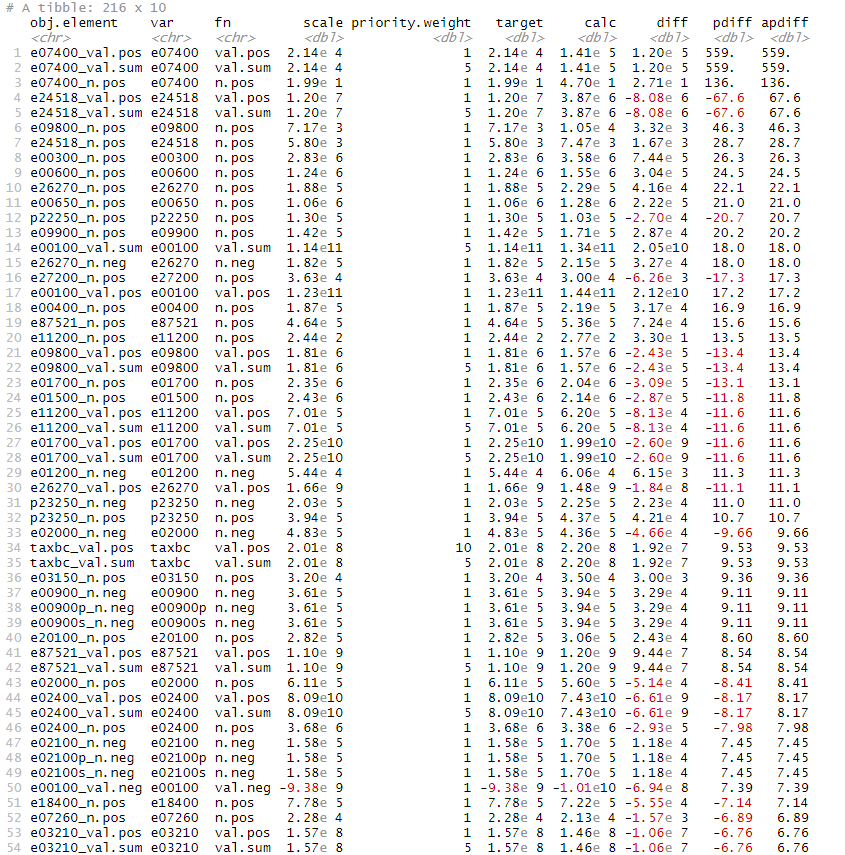 # A tibble: 216 x 10
obj.element var fn scale priority.weight target calc diff pdiff apdiff
<chr> <chr> <chr> <dbl> <dbl> <dbl> <dbl> <dbl> <dbl> <dbl>
1 e07400_val.pos e07400 val.pos 2.14e 4 1 2.14e 4 1.41e 5 1.20e 5 559. 559.
2 e07400_val.sum e07400 val.sum 2.14e 4 5 2.14e 4 1.41e 5 1.20e 5 559. 559.
3 e07400_n.pos e07400 n.pos 1.99e 1 1 1.99e 1 4.70e 1 2.71e 1 136. 136.
4 e24518_val.pos e24518 val.pos 1.20e 7 1 1.20e 7 3.87e 6 -8.08e 6 -67.6 67.6
5 e24518_val.sum e24518 val.sum 1.20e 7 5 1.20e 7 3.87e 6 -8.08e 6 -67.6 67.6
6 e09800_n.pos e09800 n.pos 7.17e 3 1 7.17e 3 1.05e 4 3.32e 3 46.3 46.3
7 e24518_n.pos e24518 n.pos 5.80e 3 1 5.80e 3 7.47e 3 1.67e 3 28.7 28.7
8 e00300_n.pos e00300 n.pos 2.83e 6 1 2.83e 6 3.58e 6 7.44e 5 26.3 26.3
9 e00600_n.pos e00600 n.pos 1.24e 6 1 1.24e 6 1.55e 6 3.04e 5 24.5 24.5
10 e26270_n.pos e26270 n.pos 1.88e 5 1 1.88e 5 2.29e 5 4.16e 4 22.1 22.1
11 e00650_n.pos e00650 n.pos 1.06e 6 1 1.06e 6 1.28e 6 2.22e 5 21.0 21.0
12 p22250_n.pos p22250 n.pos 1.30e 5 1 1.30e 5 1.03e 5 -2.70e 4 -20.7 20.7
13 e09900_n.pos e09900 n.pos 1.42e 5 1 1.42e 5 1.71e 5 2.87e 4 20.2 20.2
14 e00100_val.sum e00100 val.sum 1.14e11 5 1.14e11 1.34e11 2.05e10 18.0 18.0
15 e26270_n.neg e26270 n.neg 1.82e 5 1 1.82e 5 2.15e 5 3.27e 4 18.0 18.0
16 e27200_n.pos e27200 n.pos 3.63e 4 1 3.63e 4 3.00e 4 -6.26e 3 -17.3 17.3
17 e00100_val.pos e00100 val.pos 1.23e11 1 1.23e11 1.44e11 2.12e10 17.2 17.2
18 e00400_n.pos e00400 n.pos 1.87e 5 1 1.87e 5 2.19e 5 3.17e 4 16.9 16.9
19 e87521_n.pos e87521 n.pos 4.64e 5 1 4.64e 5 5.36e 5 7.24e 4 15.6 15.6
20 e11200_n.pos e11200 n.pos 2.44e 2 1 2.44e 2 2.77e 2 3.30e 1 13.5 13.5
21 e09800_val.pos e09800 val.pos 1.81e 6 1 1.81e 6 1.57e 6 -2.43e 5 -13.4 13.4
22 e09800_val.sum e09800 val.sum 1.81e 6 5 1.81e 6 1.57e 6 -2.43e 5 -13.4 13.4
23 e01700_n.pos e01700 n.pos 2.35e 6 1 2.35e 6 2.04e 6 -3.09e 5 -13.1 13.1
24 e01500_n.pos e01500 n.pos 2.43e 6 1 2.43e 6 2.14e 6 -2.87e 5 -11.8 11.8
25 e11200_val.pos e11200 val.pos 7.01e 5 1 7.01e 5 6.20e 5 -8.13e 4 -11.6 11.6
26 e11200_val.sum e11200 val.sum 7.01e 5 5 7.01e 5 6.20e 5 -8.13e 4 -11.6 11.6
27 e01700_val.pos e01700 val.pos 2.25e10 1 2.25e10 1.99e10 -2.60e 9 -11.6 11.6
28 e01700_val.sum e01700 val.sum 2.25e10 5 2.25e10 1.99e10 -2.60e 9 -11.6 11.6
29 e01200_n.neg e01200 n.neg 5.44e 4 1 5.44e 4 6.06e 4 6.15e 3 11.3 11.3
30 e26270_val.pos e26270 val.pos 1.66e 9 1 1.66e 9 1.48e 9 -1.84e 8 -11.1 11.1
31 p23250_n.neg p23250 n.neg 2.03e 5 1 2.03e 5 2.25e 5 2.23e 4 11.0 11.0
32 p23250_n.pos p23250 n.pos 3.94e 5 1 3.94e 5 4.37e 5 4.21e 4 10.7 10.7
33 e02000_n.neg e02000 n.neg 4.83e 5 1 4.83e 5 4.36e 5 -4.66e 4 -9.66 9.66
34 taxbc_val.pos taxbc val.pos 2.01e 8 10 2.01e 8 2.20e 8 1.92e 7 9.53 9.53
35 taxbc_val.sum taxbc val.sum 2.01e 8 5 2.01e 8 2.20e 8 1.92e 7 9.53 9.53
36 e03150_n.pos e03150 n.pos 3.20e 4 1 3.20e 4 3.50e 4 3.00e 3 9.36 9.36
37 e00900_n.neg e00900 n.neg 3.61e 5 1 3.61e 5 3.94e 5 3.29e 4 9.11 9.11
38 e00900p_n.neg e00900p n.neg 3.61e 5 1 3.61e 5 3.94e 5 3.29e 4 9.11 9.11
39 e00900s_n.neg e00900s n.neg 3.61e 5 1 3.61e 5 3.94e 5 3.29e 4 9.11 9.11
40 e20100_n.pos e20100 n.pos 2.82e 5 1 2.82e 5 3.06e 5 2.43e 4 8.60 8.60
41 e87521_val.pos e87521 val.pos 1.10e 9 1 1.10e 9 1.20e 9 9.44e 7 8.54 8.54
42 e87521_val.sum e87521 val.sum 1.10e 9 5 1.10e 9 1.20e 9 9.44e 7 8.54 8.54
43 e02000_n.pos e02000 n.pos 6.11e 5 1 6.11e 5 5.60e 5 -5.14e 4 -8.41 8.41
44 e02400_val.pos e02400 val.pos 8.09e10 1 8.09e10 7.43e10 -6.61e 9 -8.17 8.17
45 e02400_val.sum e02400 val.sum 8.09e10 5 8.09e10 7.43e10 -6.61e 9 -8.17 8.17
46 e02400_n.pos e02400 n.pos 3.68e 6 1 3.68e 6 3.38e 6 -2.93e 5 -7.98 7.98
47 e02100_n.neg e02100 n.neg 1.58e 5 1 1.58e 5 1.70e 5 1.18e 4 7.45 7.45
48 e02100p_n.neg e02100p n.neg 1.58e 5 1 1.58e 5 1.70e 5 1.18e 4 7.45 7.45
49 e02100s_n.neg e02100s n.neg 1.58e 5 1 1.58e 5 1.70e 5 1.18e 4 7.45 7.45
50 e00100_val.neg e00100 val.neg -9.38e 9 1 -9.38e 9 -1.01e10 -6.94e 8 7.39 7.39
51 e18400_n.pos e18400 n.pos 7.78e 5 1 7.78e 5 7.22e 5 -5.55e 4 -7.14 7.14
52 e07260_n.pos e07260 n.pos 2.28e 4 1 2.28e 4 2.13e 4 -1.57e 3 -6.89 6.89
53 e03210_val.pos e03210 val.pos 1.57e 8 1 1.57e 8 1.46e 8 -1.06e 7 -6.76 6.76
54 e03210_val.sum e03210 val.sum 1.57e 8 5 1.57e 8 1.46e 8 -1.06e 7 -6.76 6.76